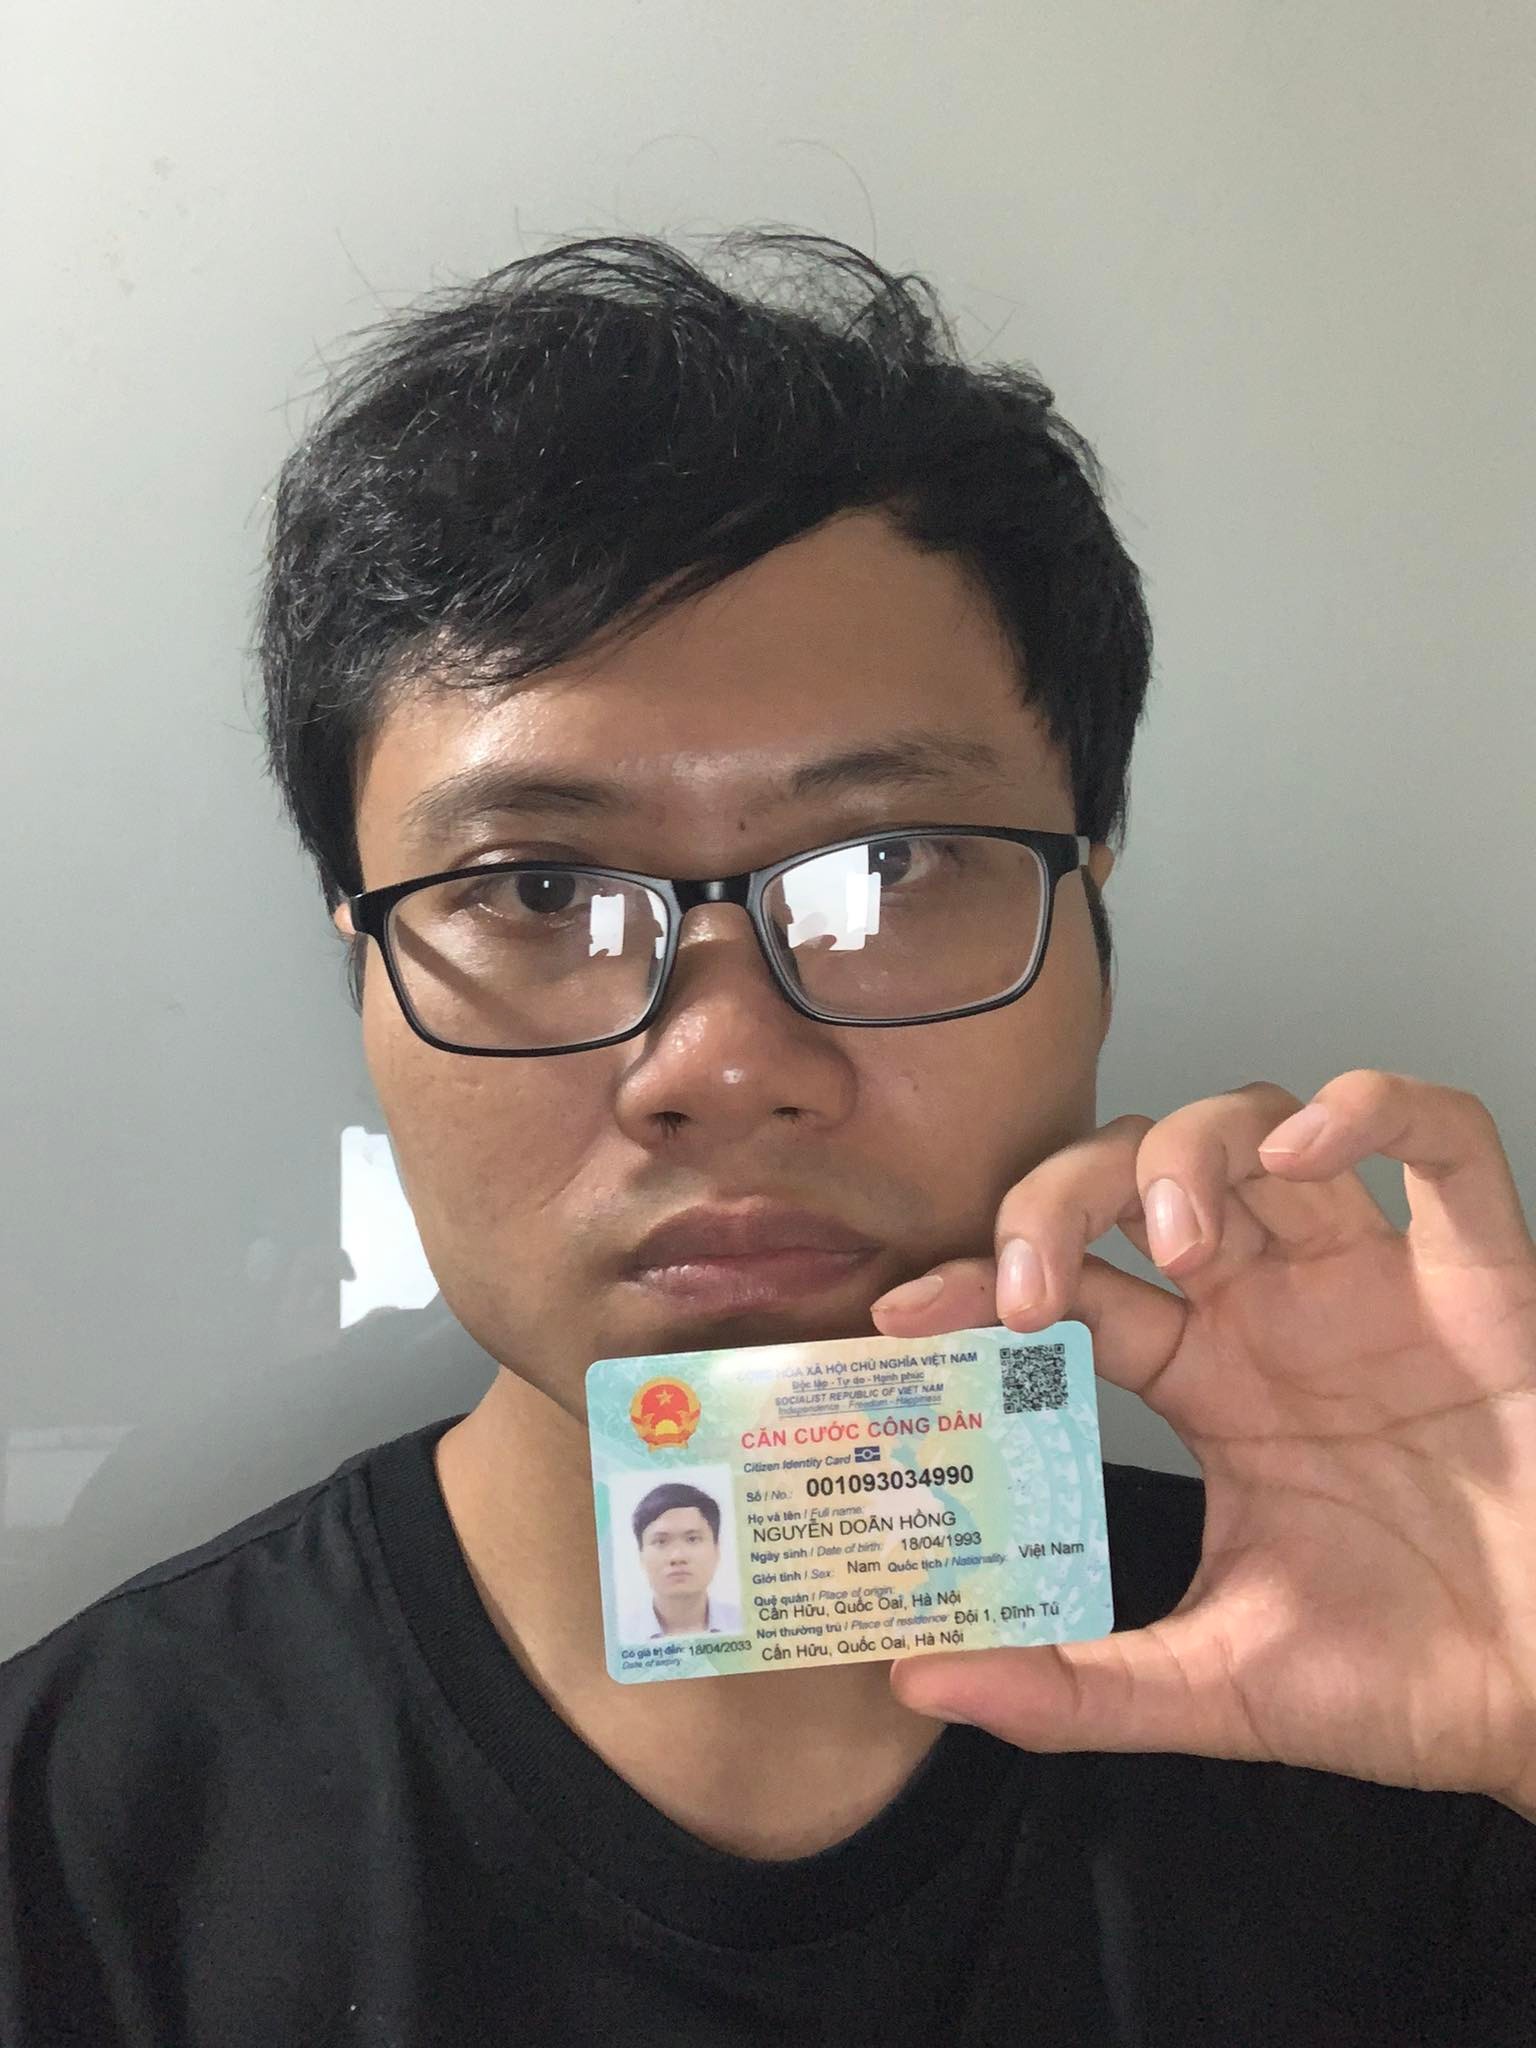 CỘNG HÒA XÃ HỘI CHỦ NGHĨA VIỆT NAM
Độc lập - Tự do - Hạnh phúc
SOCIALIST REPUBLIC OF VIET NAM
Independence - Freedom - Happiness
CĂN CƯỚC CÔNG DÂN
Citizen Identity Card
Số / No.: 001093034990
Họ và tên / Full name:
NGUYỄN DOÃN HỒNG
Ngày sinh / Date of birth: 18/04/1993
Giới tính / Sex: Nam Quốc tịch / Nationality: Việt Nam
Quê quán / Place of origin:
Cấn Hữu, Quốc Oai, Hà Nội
Nơi thường trú / Place of residence: Đội 1, Đĩnh Tú
Cấn Hữu, Quốc Oai, Hà Nội
Có giá trị đến: 18/04/2033
Date of expiry